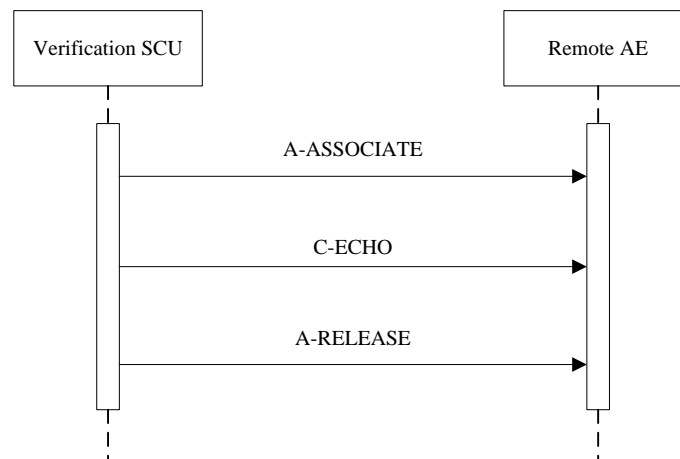 Verification SCU
Remote AE
A-ASSOCIATE
C-ECHO
A-RELEASE